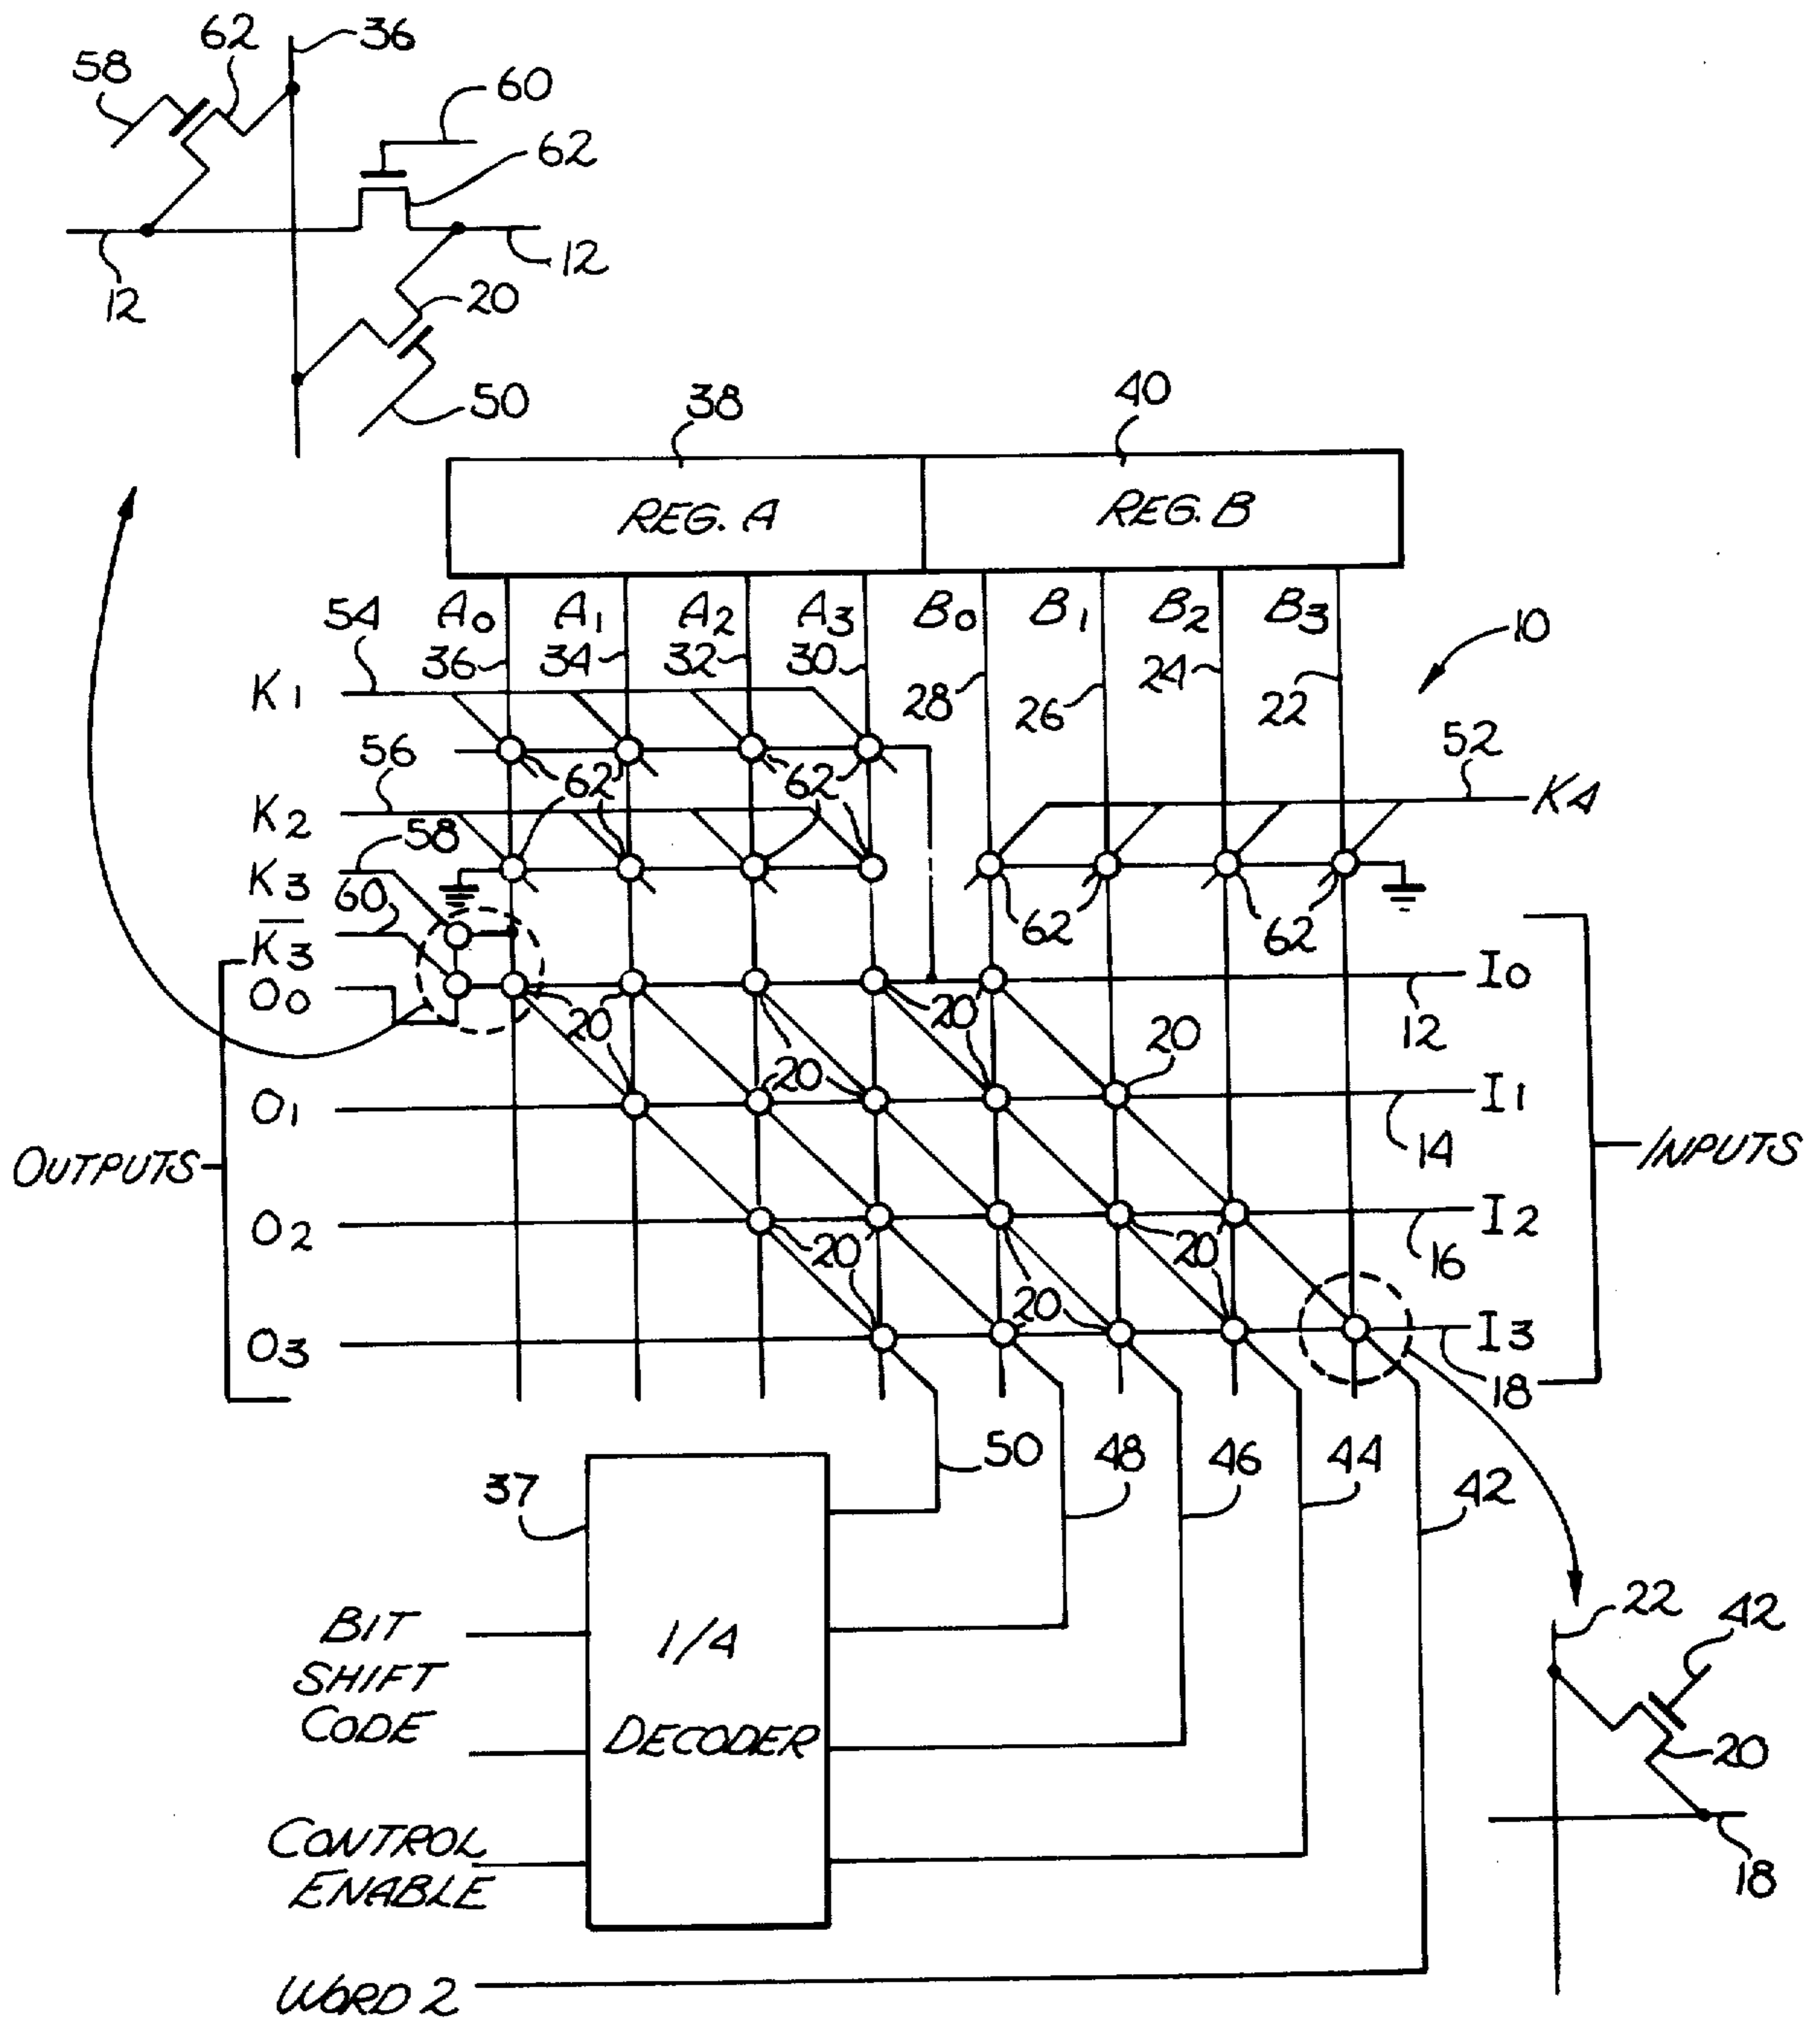 36
62
58
60
62
12
12
20
50
38
40
REG. A
REG. B
A0 A1 A2 A3 B0 B1 B2 B3
10
54
36 34 32 30 28 26 24 22
K1
52
56
62 62
K4
K2
62 62
58
K3
60
62 62
K̅3̅
O0
I0
20 20
12
20
20
O1
I1
14
OUTPUTS
INPUTS
O2
I2
20 20
16
20
O3
I3
18
50 48 46 44 42
37
22
42
BIT
SHIFT
CODE
1/4
DECODER
20
18
CONTROL
ENABLE
WORD 2